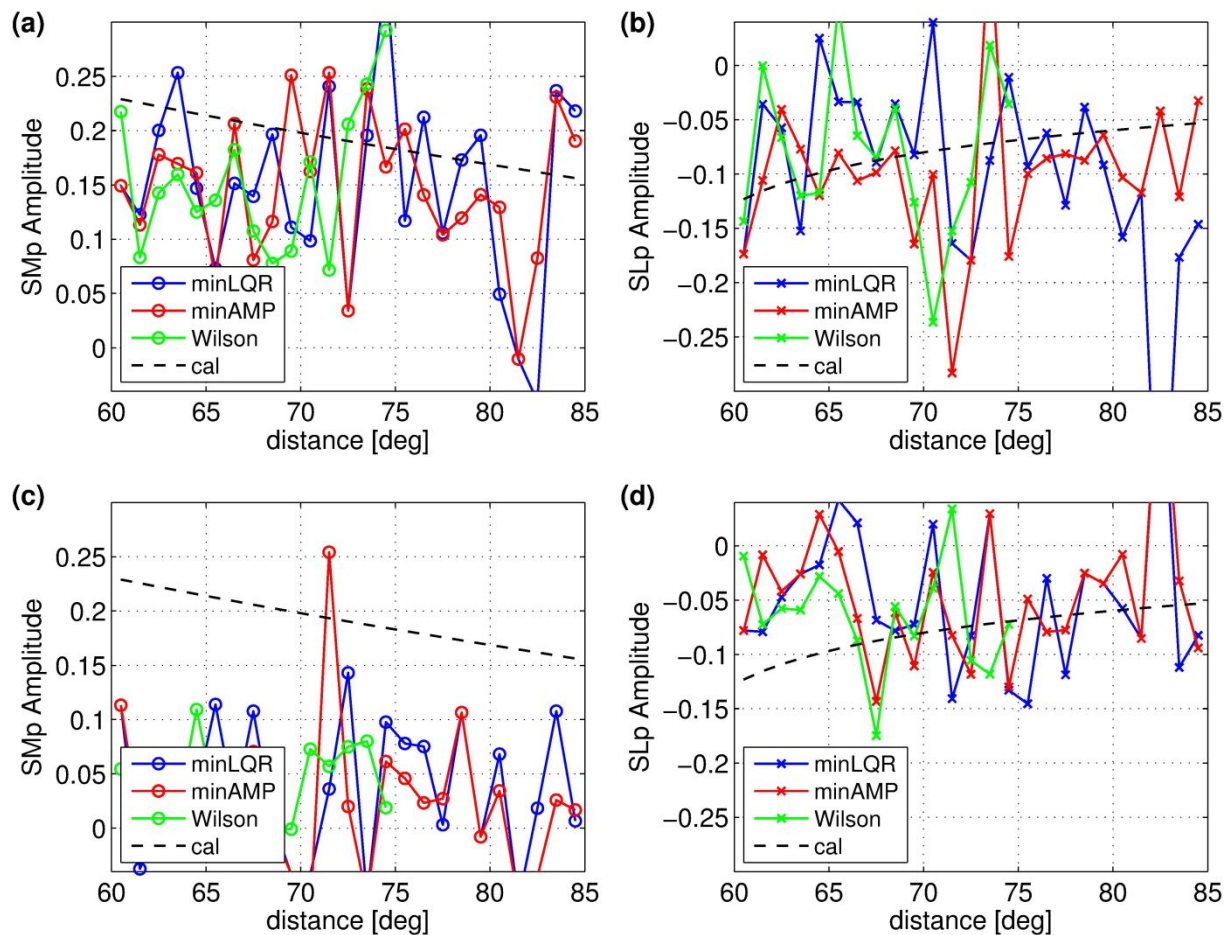 (a)
SMp Amplitude
0.25
0.2
0.15
0.1
0.05
0
minLQR
minAMP
Wilson
cal
60 65 70 75 80 85
distance [deg]
(b)
SLp Amplitude
0
−0.05
−0.1
−0.15
−0.2
−0.25
minLQR
minAMP
Wilson
cal
60 65 70 75 80 85
distance [deg]
(c)
SMp Amplitude
0.25
0.2
0.15
0.1
0.05
0
minLQR
minAMP
Wilson
cal
60 65 70 75 80 85
distance [deg]
(d)
SLp Amplitude
0
−0.05
−0.1
−0.15
−0.2
−0.25
minLQR
minAMP
Wilson
cal
60 65 70 75 80 85
distance [deg]